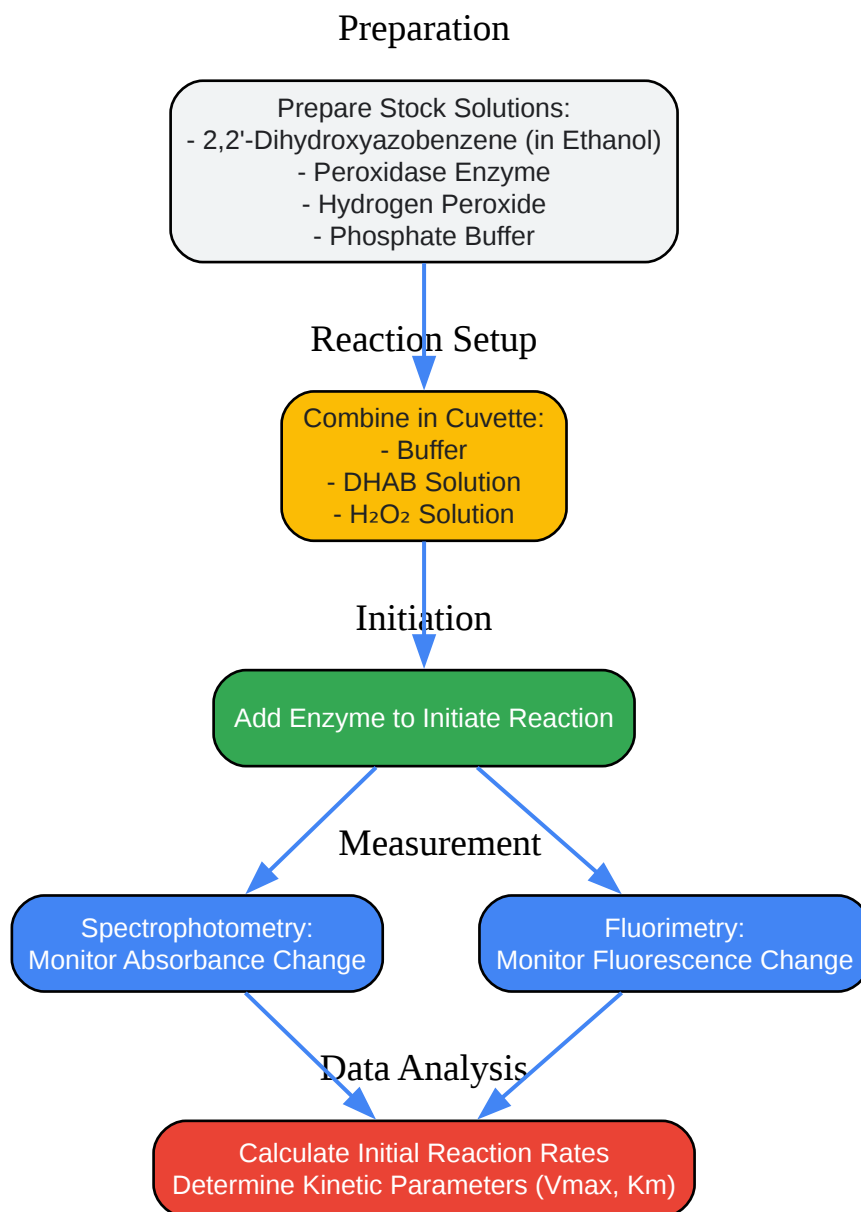 Preparation
Prepare Stock Solutions:
- 2,2'-Dihydroxyazobenzene (in Ethanol)
- Peroxidase Enzyme
- Hydrogen Peroxide
- Phosphate Buffer
Reaction Setup
Combine in Cuvette:
- Buffer
- DHAB Solution
- H₂O₂ Solution
Initiation
Add Enzyme to Initiate Reaction
Measurement
Spectrophotometry:
Monitor Absorbance Change
Fluorimetry:
Monitor Fluorescence Change
Data Analysis
Calculate Initial Reaction Rates
Determine Kinetic Parameters (Vmax, Km)